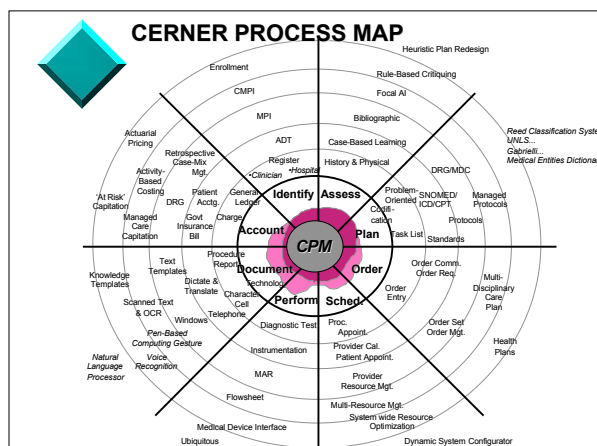 CERNER PROCESS MAP
Heuristic Plan Redesign
Enrollment
Rule-Based Critiquing
CMPI
Focal AI
MPI
Bibliographic
Reed Classification Syste
UNLS...
Gabrielli...
Medical Entities Dictionar
Actuarial
Pricing
ADT
Case-Based Learning
Retrospective
Case-Mix
Mgt.
Register
History & Physical
DRG/MDC
Activity-
Based
Costing
•Clinician
•Hospital
'At Risk'
Capitation
DRG
Patient
Acctg.
General
Ledger
Identify
Assess
Problem-
Oriented
SNOMED/
ICD/CPT
Managed
Protocols
Managed
Care
Capitation
Govt
Insurance
Bill
Charge
Codifi-
cation
Protocols
Account
CPM
Plan
Task List
Standards
Knowledge
Templates
Text
Templates
Procedure
Report
Document
Order
Order Comm.
Order Req.
Multi-
Disciplinary
Care
Plan
Scanned Text
& OCR
Dictate &
Translate
Technolog
Character
Cell
Perform
Sched.
Order
Entry
Windows
Telephone
Pen-Based
Computing Gesture
Diagnostic Test
Proc.
Appoint.
Order Set
Order Mgt.
Health
Plans
Natural
Language
Processor
Voice
Recognition
Instrumentation
Provider Cal.
Patient Appoint.
MAR
Provider
Resource Mgt.
Flowsheet
Multi-Resource Mgt.
Medical Device Interface
System wide Resource
Optimization
Ubiquitous
Dynamic System Configurator